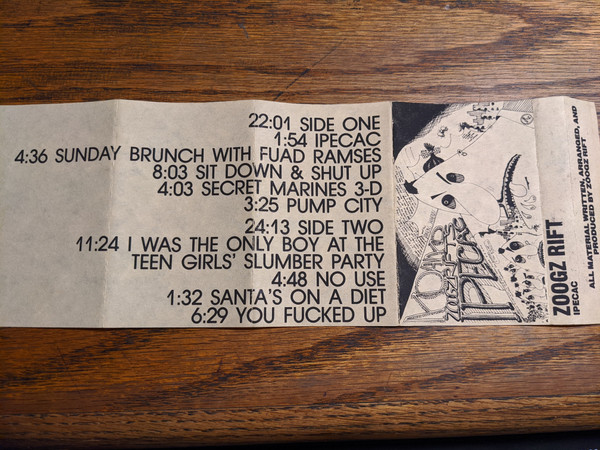 22:01 SIDE ONE
1:54 IPECAC
4:36 SUNDAY BRUNCH WITH FUAD RAMSES
8:03 SIT DOWN & SHUT UP
4:03 SECRET MARINES 3-D
3:25 PUMP CITY
24:13 SIDE TWO
11:24 I WAS THE ONLY BOY AT THE
TEEN GIRLS' SLUMBER PARTY
4:48 NO USE
1:32 SANTA'S ON A DIET
6:29 YOU FUCKED UP
IPECAC
ZOOGZ RIFT
IPECAC
ALL MATERIAL WRITTEN, ARRANGED, AND
PRODUCED BY ZOOGZ RIFT